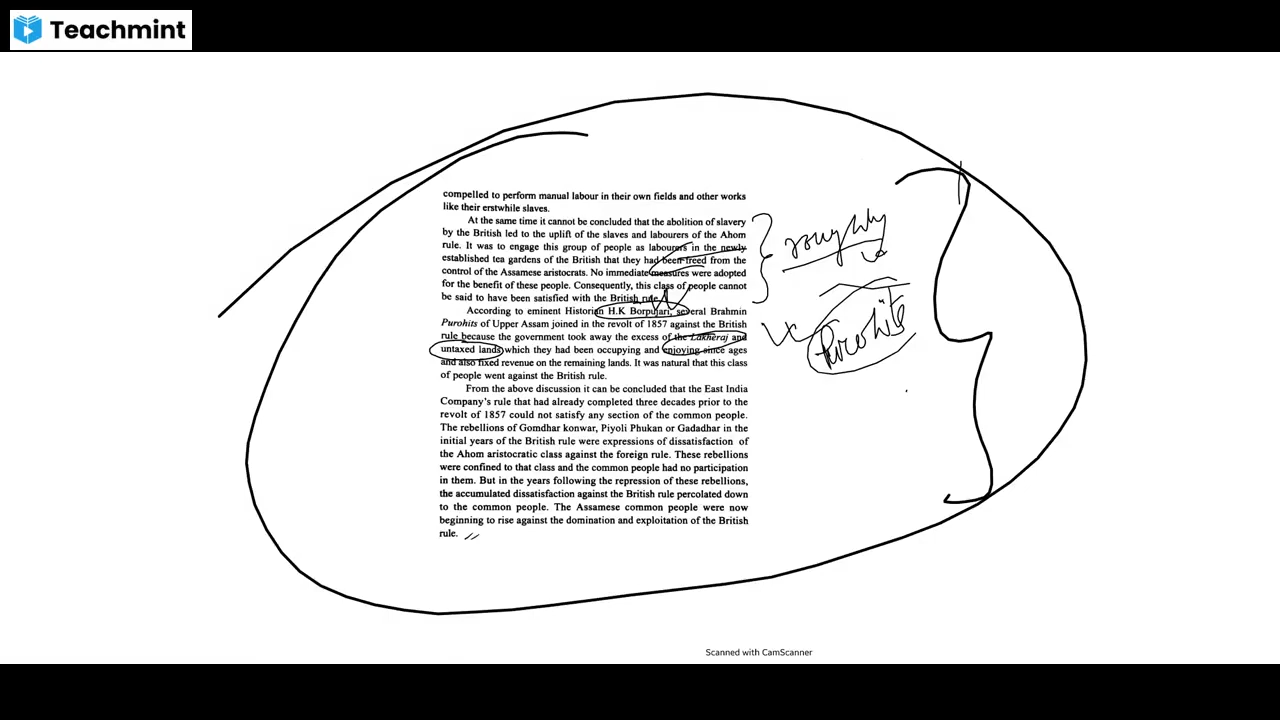 Teachmint
compelled to perform manual labour in their own fields and other works
like their erstwhile slaves.
At the same time it cannot be concluded that the abolition of slavery
by the British led to the uplift of the slaves and labourers of the Ahom
rule. It was to engage this group of people as labourers in the newly
established tea gardens of the British that they had been freed from the
control of the Assamese aristocrats. No immediate measures were adopted
for the benefit of these people. Consequently, this class of people cannot
be said to have been satisfied with the British rule.
According to eminent Historian H.K Borpujari, several Brahmin
Purohits of Upper Assam joined in the revolt of 1857 against the British
rule because the government took away the excess of the Lakheraj and
untaxed lands which they had been occupying and enjoying since ages
and also fixed revenue on the remaining lands. It was natural that this class
of people went against the British rule.
From the above discussion it can be concluded that the East India
Company's rule that had already completed three decades prior to the
revolt of 1857 could not satisfy any section of the common people.
The rebellions of Gomdhar konwar, Piyoli Phukan or Gadadhar in the
initial years of the British rule were expressions of dissatisfaction of
the Ahom aristocratic class against the foreign rule. These rebellions
were confined to that class and the common people had no participation
in them. But in the years following the repression of these rebellions,
the accumulated dissatisfaction against the British rule percolated down
to the common people. The Assamese common people were now
beginning to rise against the domination and exploitation of the British
rule.
roughly
Scanned with CamScanner